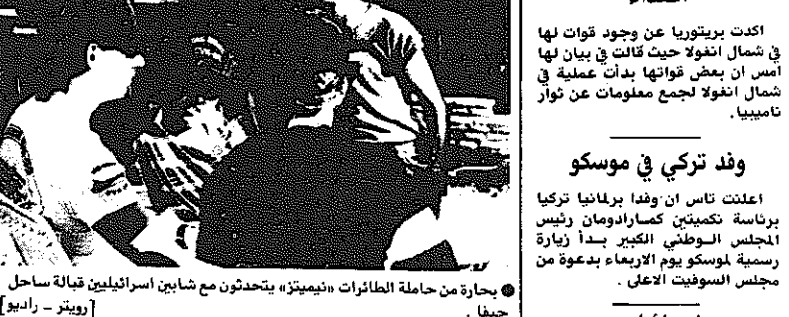 اكدت بريتوريا عن وجود قوات لها
في شمال انغولا حيث قالت في بيان لها
امس ان بعض قواتها بدأت عملية في
شمال انغولا لجمع معلومات عن ثوار
ناميبيا.
وفد تركي في موسكو
اعلنت تاس ان وفدا برلمانيا تركيا
برئاسة نكميتين كمارادومان رئيس
المجلس الوطني الكبير بدأ زيارة
رسمية لموسكو يوم الاربعاء بدعوة من
مجلس السوفيت الاعلى .
● بحارة من حاملة الطائرات «نيميتز» يتحدثون مع شابين اسرائيليين قبالة ساحل
حيفا .
[رويتر – راديو]